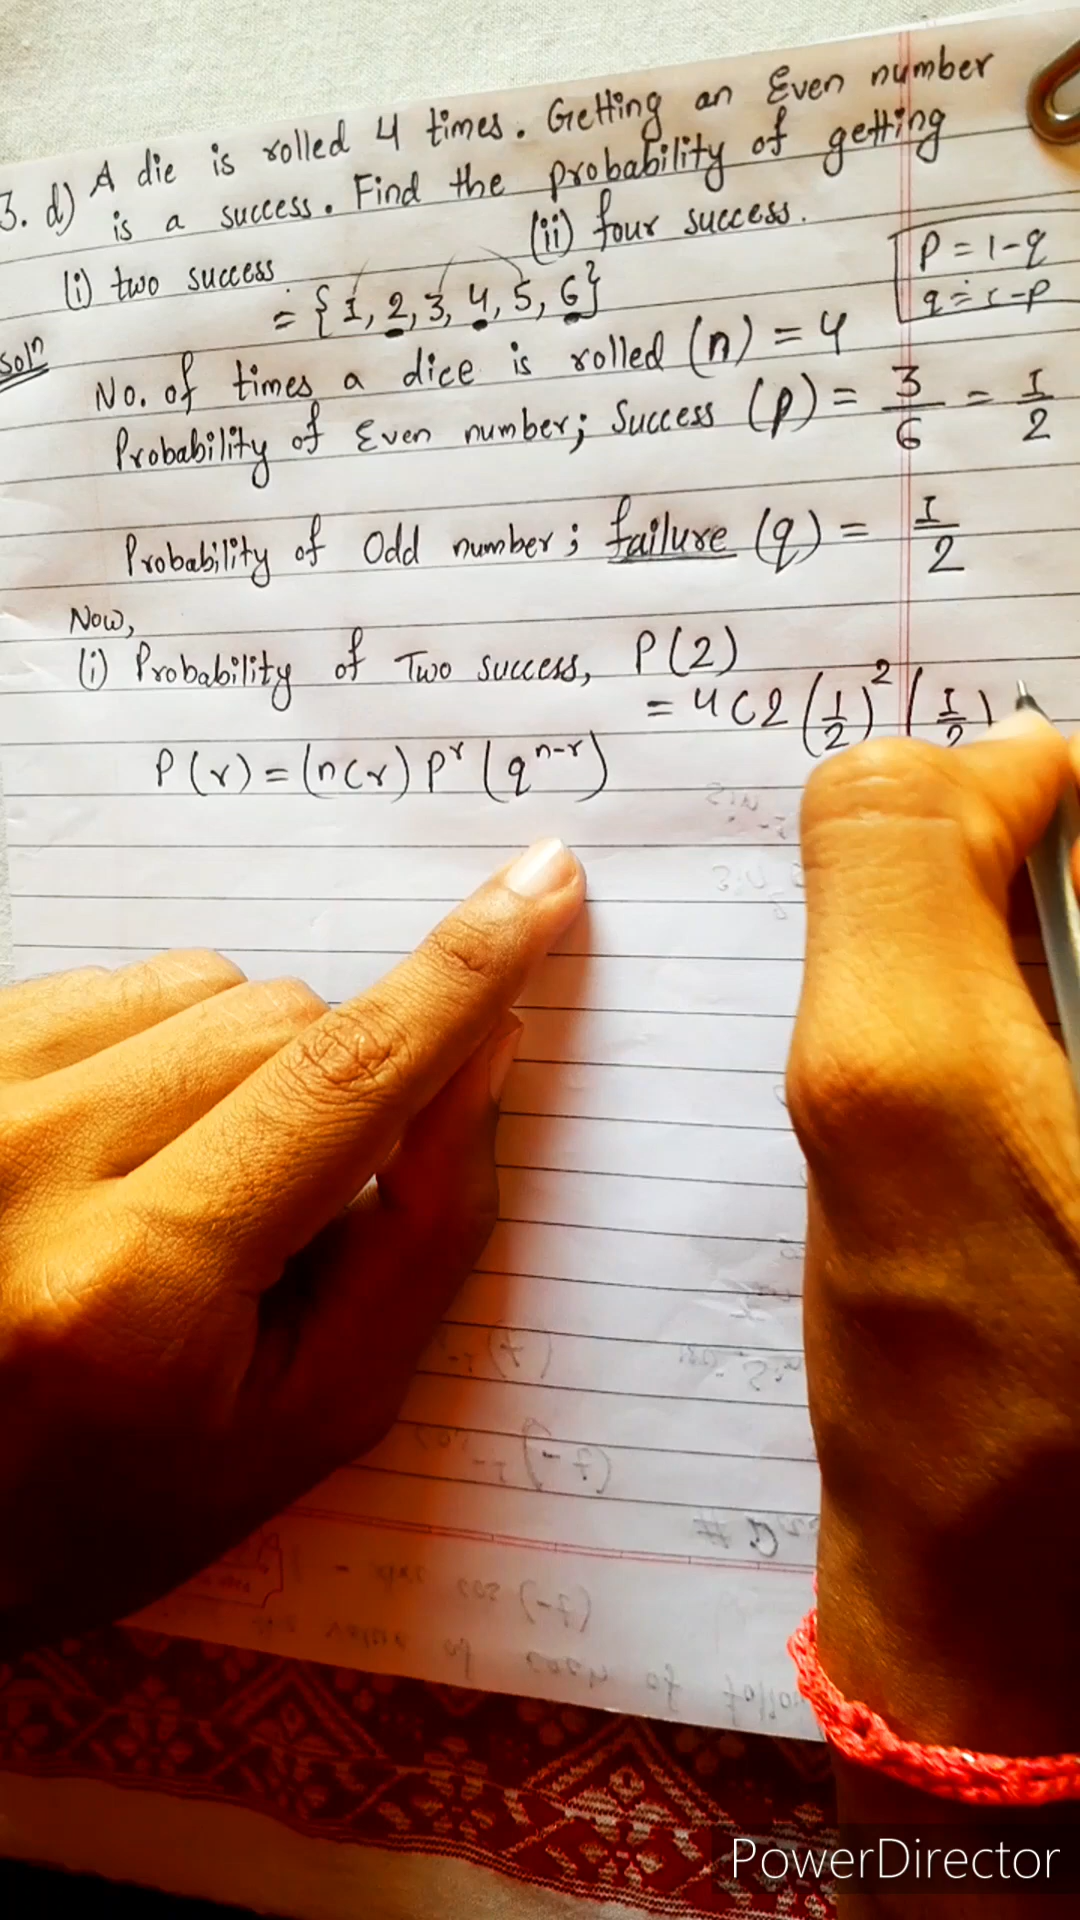 3. d) A die is rolled 4 times. Getting an Even number
is a success. Find the probability of getting
(i) two success (ii) four success.
= {1, 2, 3, 4, 5, 6}
P = 1-q
q = 1-p
Soln
No. of times a dice is rolled (n) = 4
Probability of Even number; Success (p) = 3/6 = 1/2
Probability of Odd number; failure (q) = 1/2
Now,
(i) Probability of Two success, P(2)
= 4C2 (1/2)^2 (1/2)
P(r) = (nCr) P^r (q^n-r)
PowerDirector